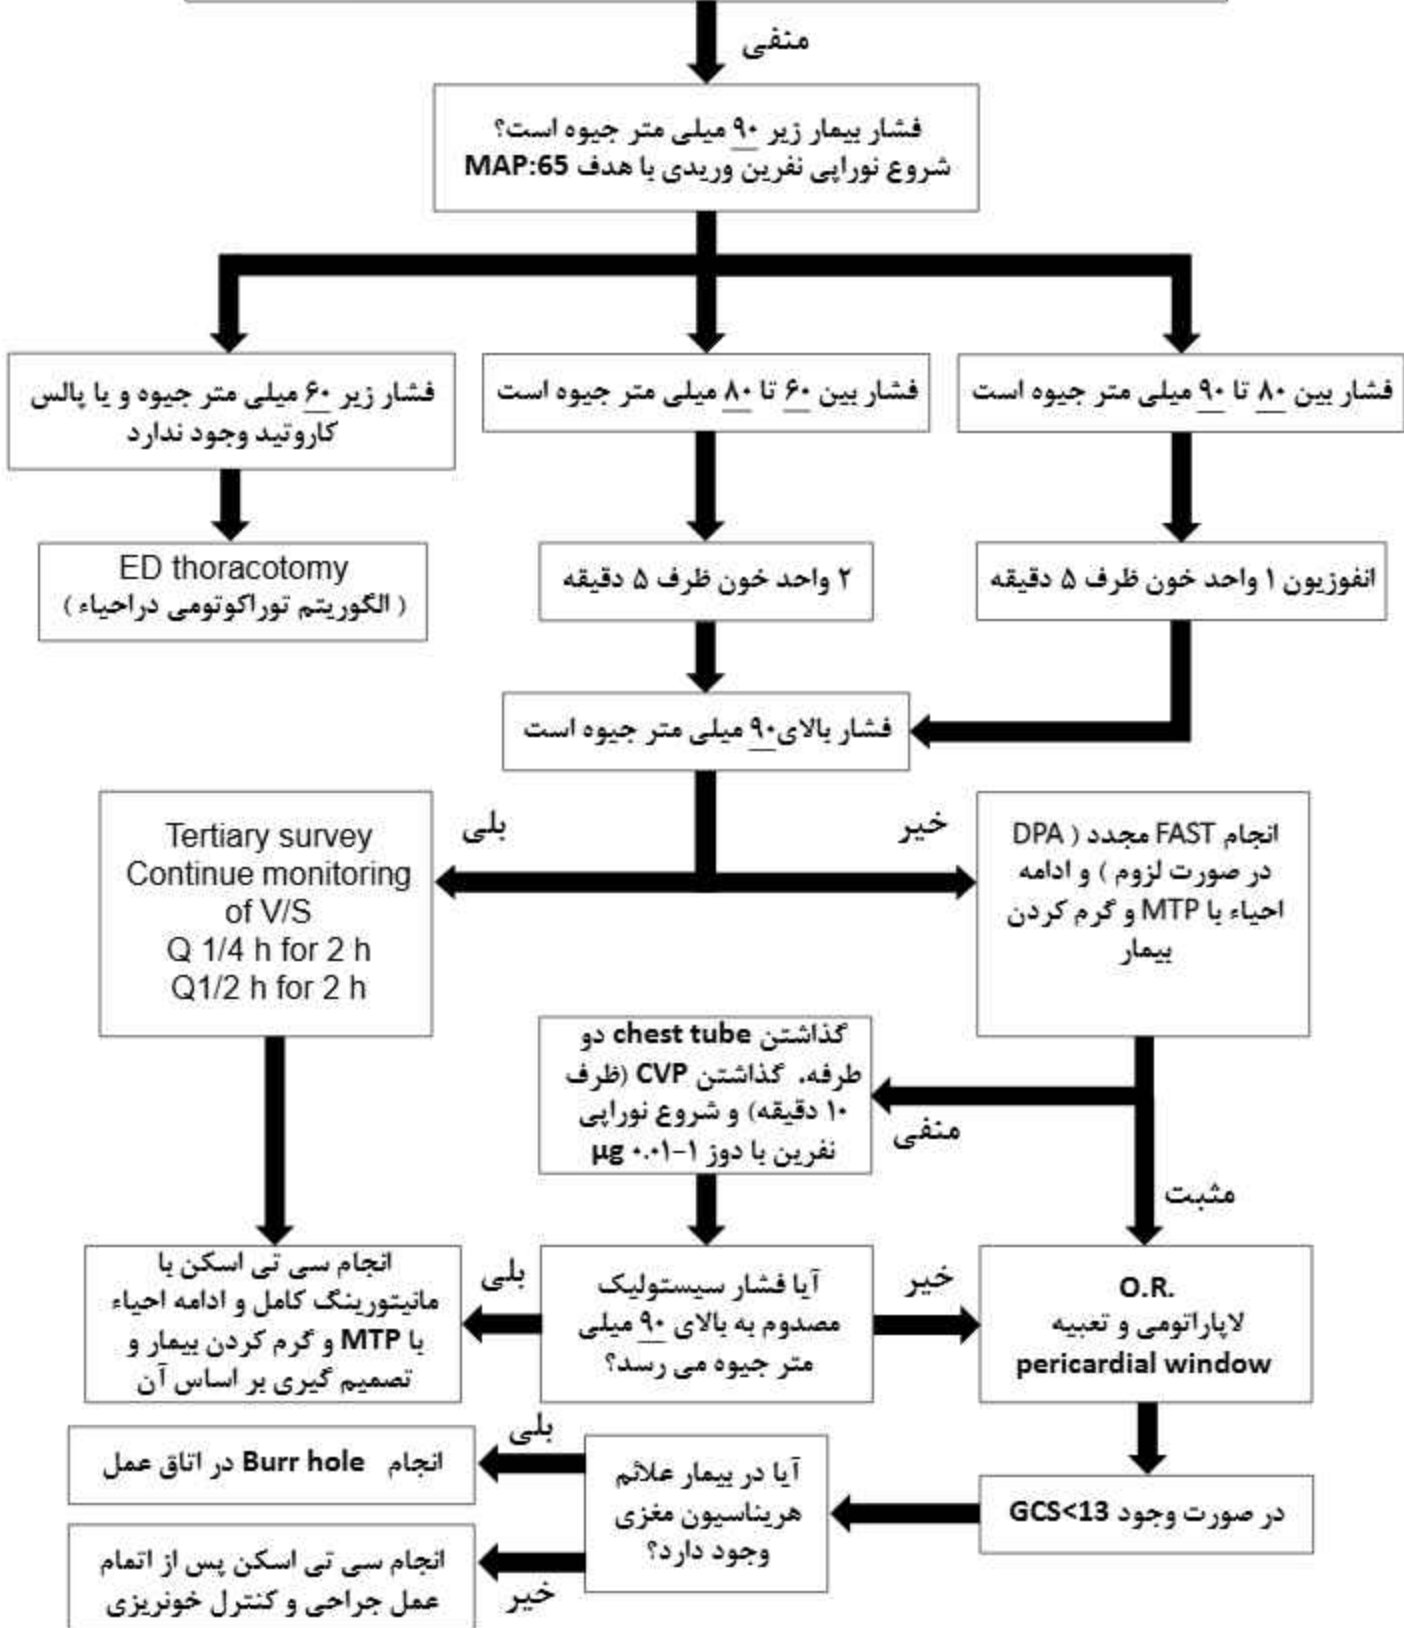 منفی
فشار بیمار زیر ۹۰ میلی متر جیوه است؟
شروع نوراپی نفرین وریدی با هدف MAP:65
فشار بین ۸۰ تا ۹۰ میلی متر جیوه است
فشار بین ۶۰ تا ۸۰ میلی متر جیوه است
فشار زیر ۶۰ میلی متر جیوه و یا پالس
کاروتید وجود ندارد
انفوزیون ۱ واحد خون ظرف ۵ دقیقه
۲ واحد خون ظرف ۵ دقیقه
ED thoracotomy
( الگوریتم توراکوتومی دراحیاء )
فشار بالای۹۰ میلی متر جیوه است
خیر
بلی
انجام FAST مجدد ( DPA
در صورت لزوم ) و ادامه
احیاء با MTP و گرم کردن
بیمار
Tertiary survey
Continue monitoring
of V/S
Q 1/4 h for 2 h
Q1/2 h for 2 h
گذاشتن chest tube دو
طرفه، گذاشتن CVP (ظرف
۱۰ دقیقه) و شروع نوراپی
نفرین با دوز ۱-۰.۰۱ µg
منفی
مثبت
O.R.
لاپاراتومی و تعبیه
pericardial window
خیر
آیا فشار سیستولیک
مصدوم به بالای ۹۰ میلی
متر جیوه می رسد؟
بلی
انجام سی تی اسکن با
مانیتورینگ کامل و ادامه احیاء
با MTP و گرم کردن بیمار و
تصمیم گیری بر اساس آن
در صورت وجود GCS<13
آیا در بیمار علائم
هریناسیون مغزی
وجود دارد؟
بلی
انجام Burr hole در اتاق عمل
خیر
انجام سی تی اسکن پس از اتمام
عمل جراحی و کنترل خونریزی